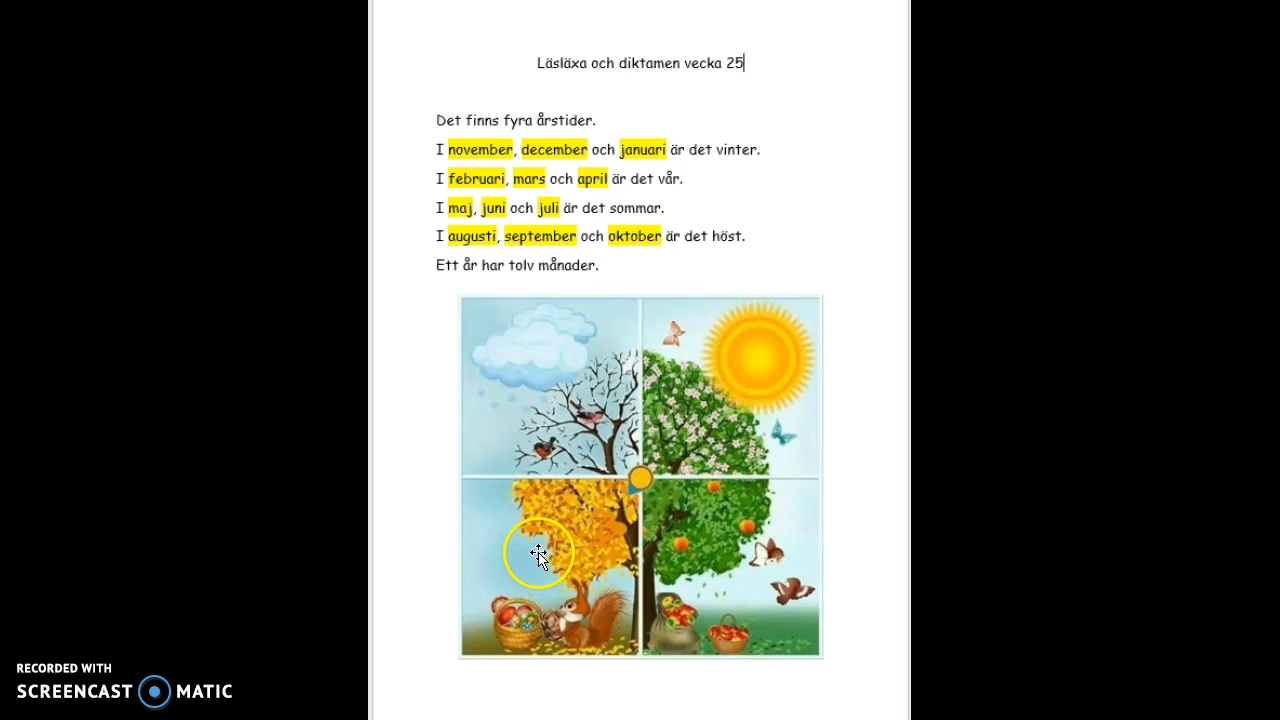 Läsläxa och diktamen vecka 25
Det finns fyra årstider.
I november, december och januari är det vinter.
I februari, mars och april är det vår.
I maj, juni och juli är det sommar.
I augusti, september och oktober är det höst.
Ett år har tolv månader.
RECORDED WITH
SCREENCAST MATIC